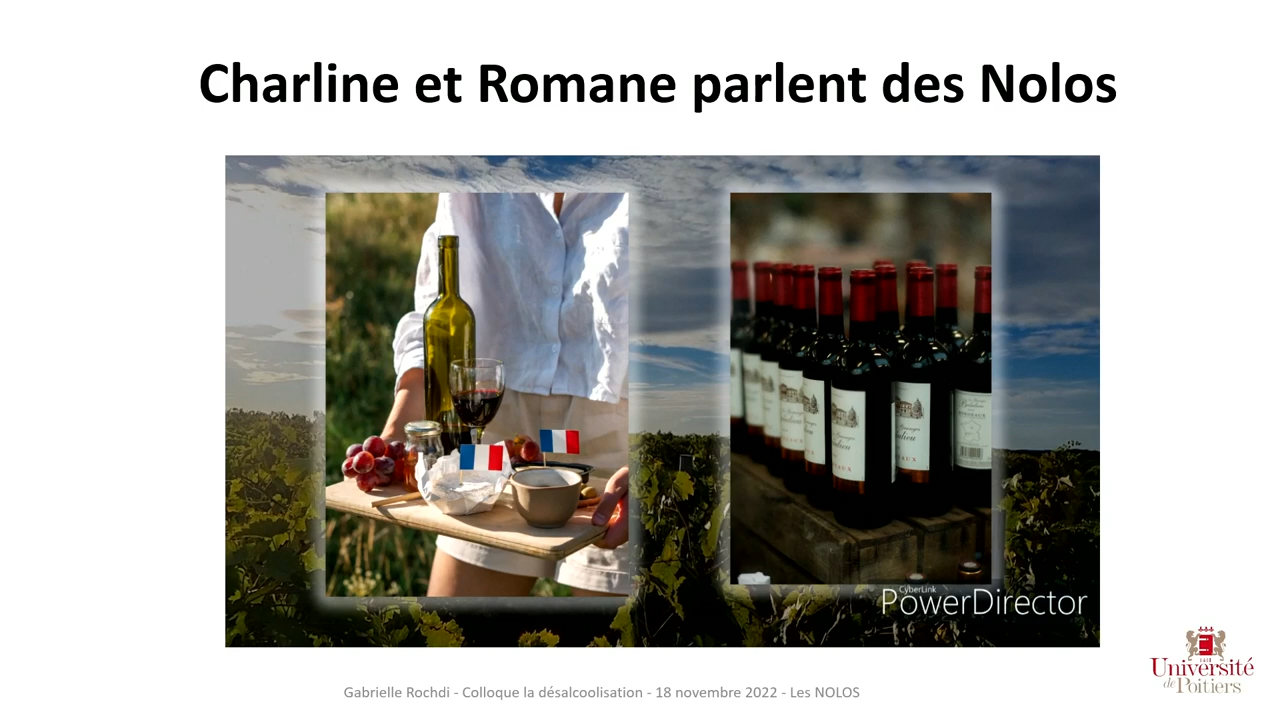 Charline et Romane parlent des Nolos
CyberLink
PowerDirector
Gabrielle Rochdi - Colloque la désalcoolisation - 18 novembre 2022 - Les NOLOS
Université
de Poitiers